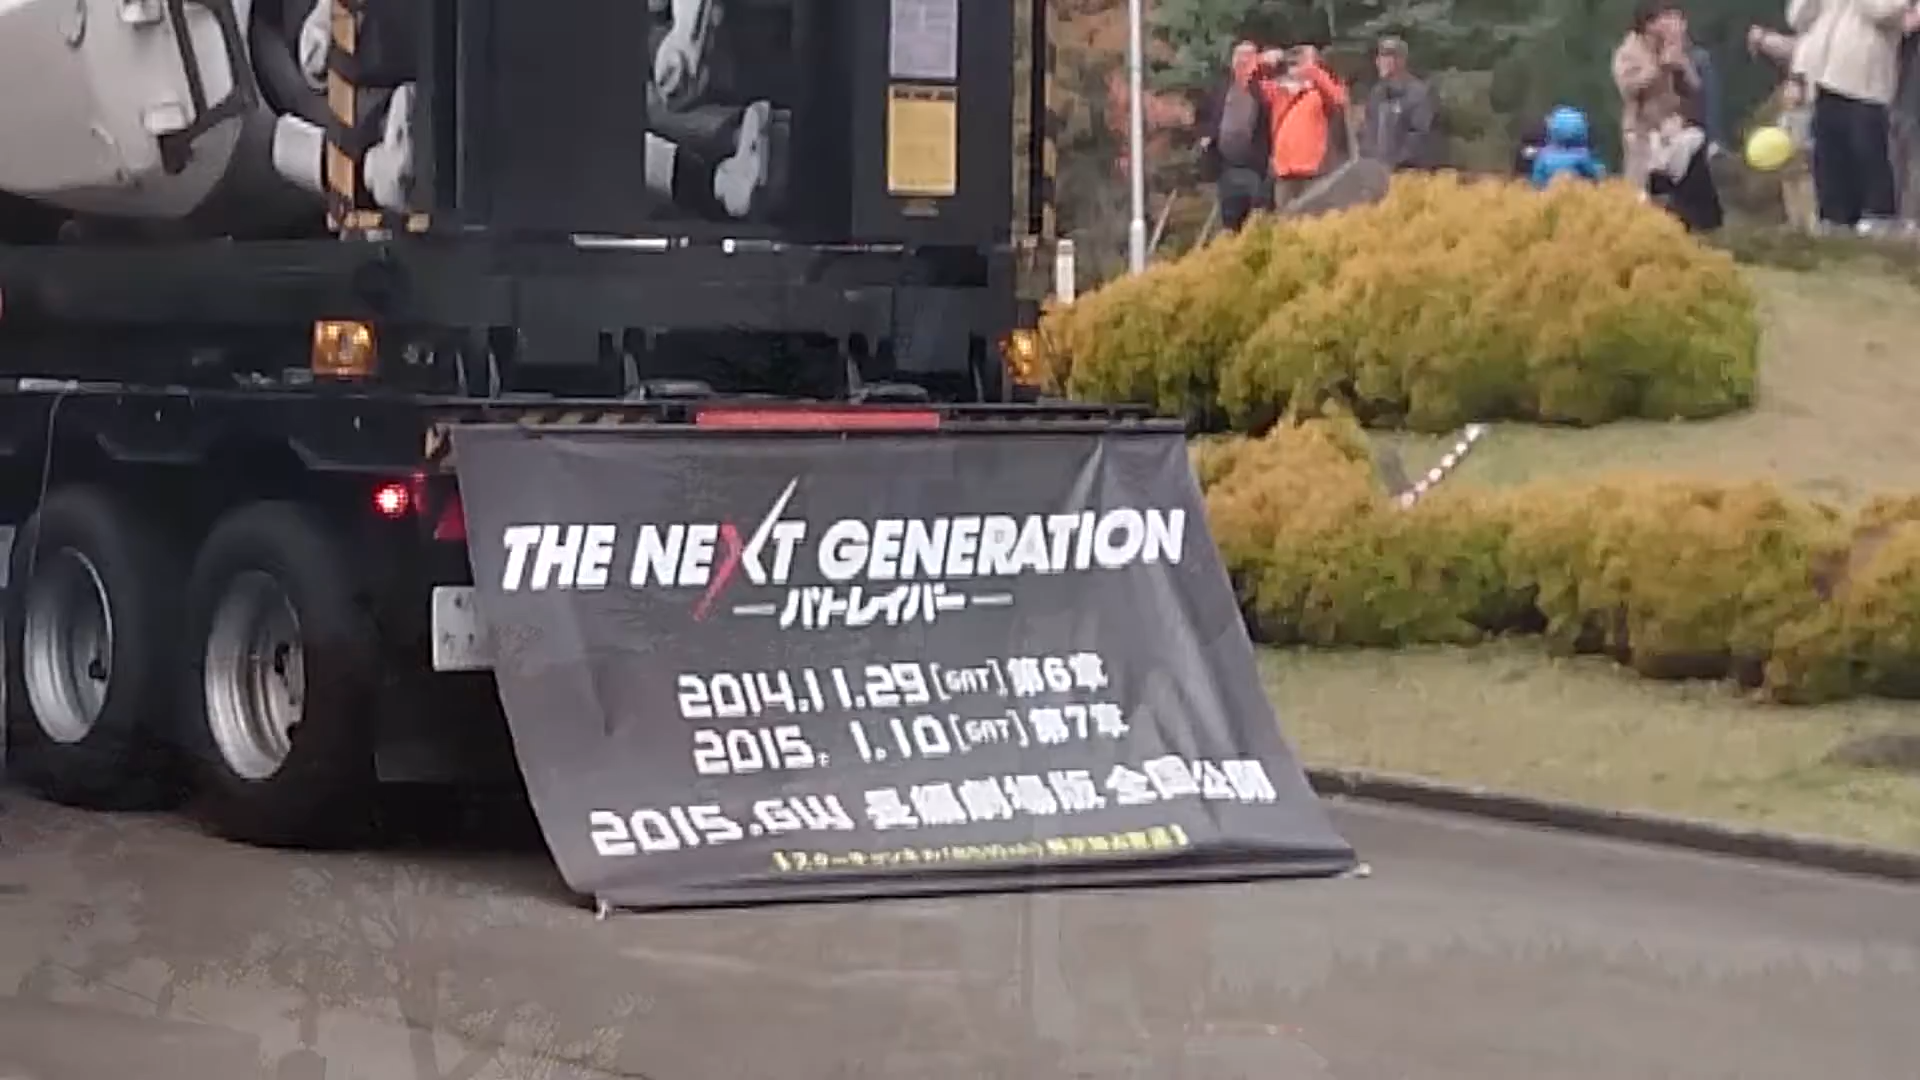 THE NEXT GENERATION
―パトレイバー―
2014.11.29[SAT]第6章
2015. 1.10[SAT]第7章
2015.GW 長編劇場版 全国公開